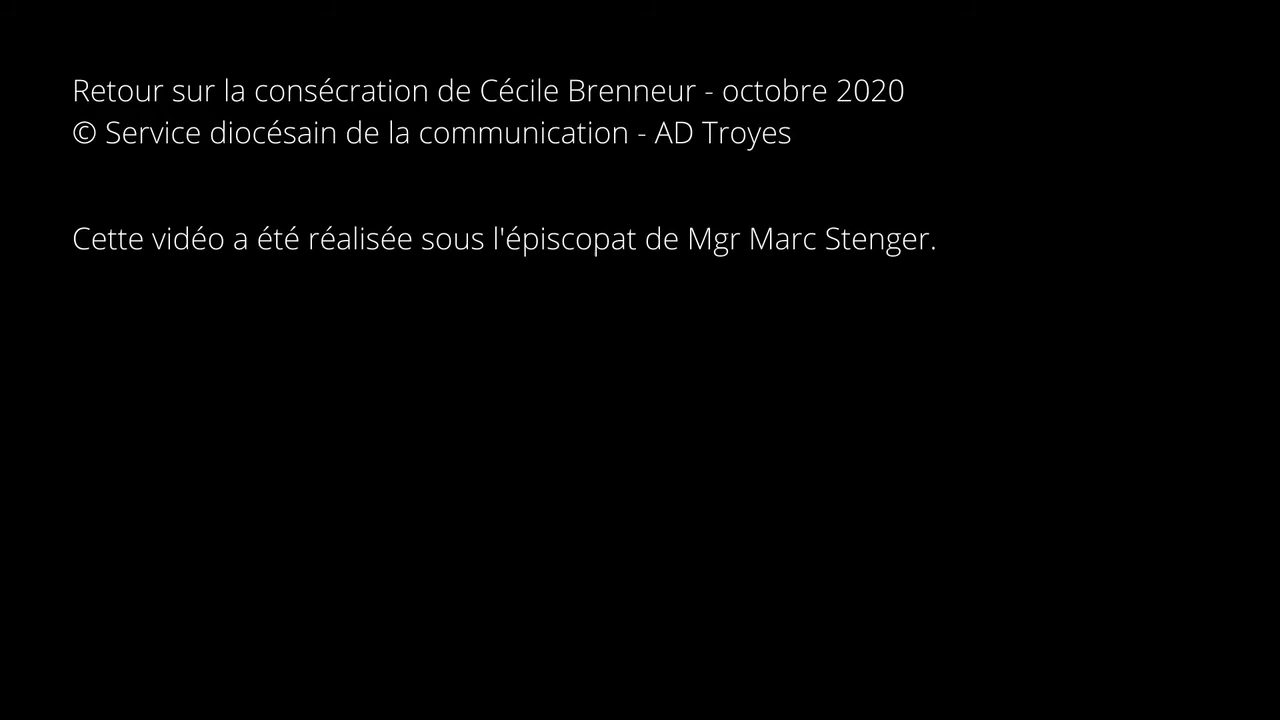 Retour sur la consécration de Cécile Brenneur - octobre 2020
© Service diocésain de la communication - AD Troyes
Cette vidéo a été réalisée sous l'épiscopat de Mgr Marc Stenger.